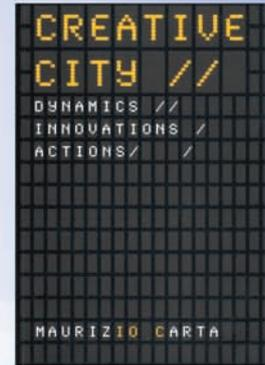 CREATIVE
CITY //
DYNAMICS //
INNOVATIONS /
ACTIONS/ /
MAURIZIO CARTA